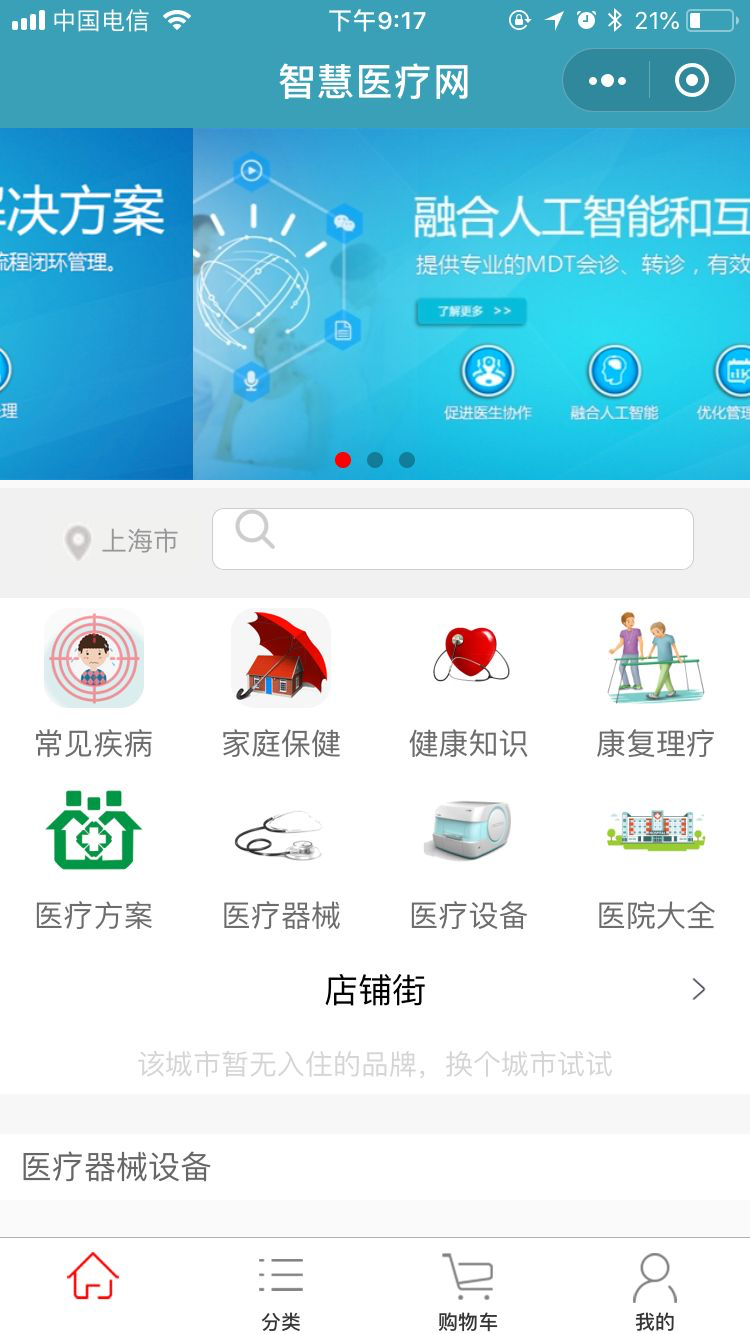 中国电信 下午9:17 21%
智慧医疗网
决方案
流程闭环管理。
理
融合人工智能和互
提供专业的MDT会诊、转诊，有效
了解更多 >>
促进医生协作 融合人工智能 优化管理
上海市
常见疾病 家庭保健 健康知识 康复理疗
医疗方案 医疗器械 医疗设备 医院大全
店铺街
该城市暂无入住的品牌，换个城市试试
医疗器械设备
分类 购物车 我的